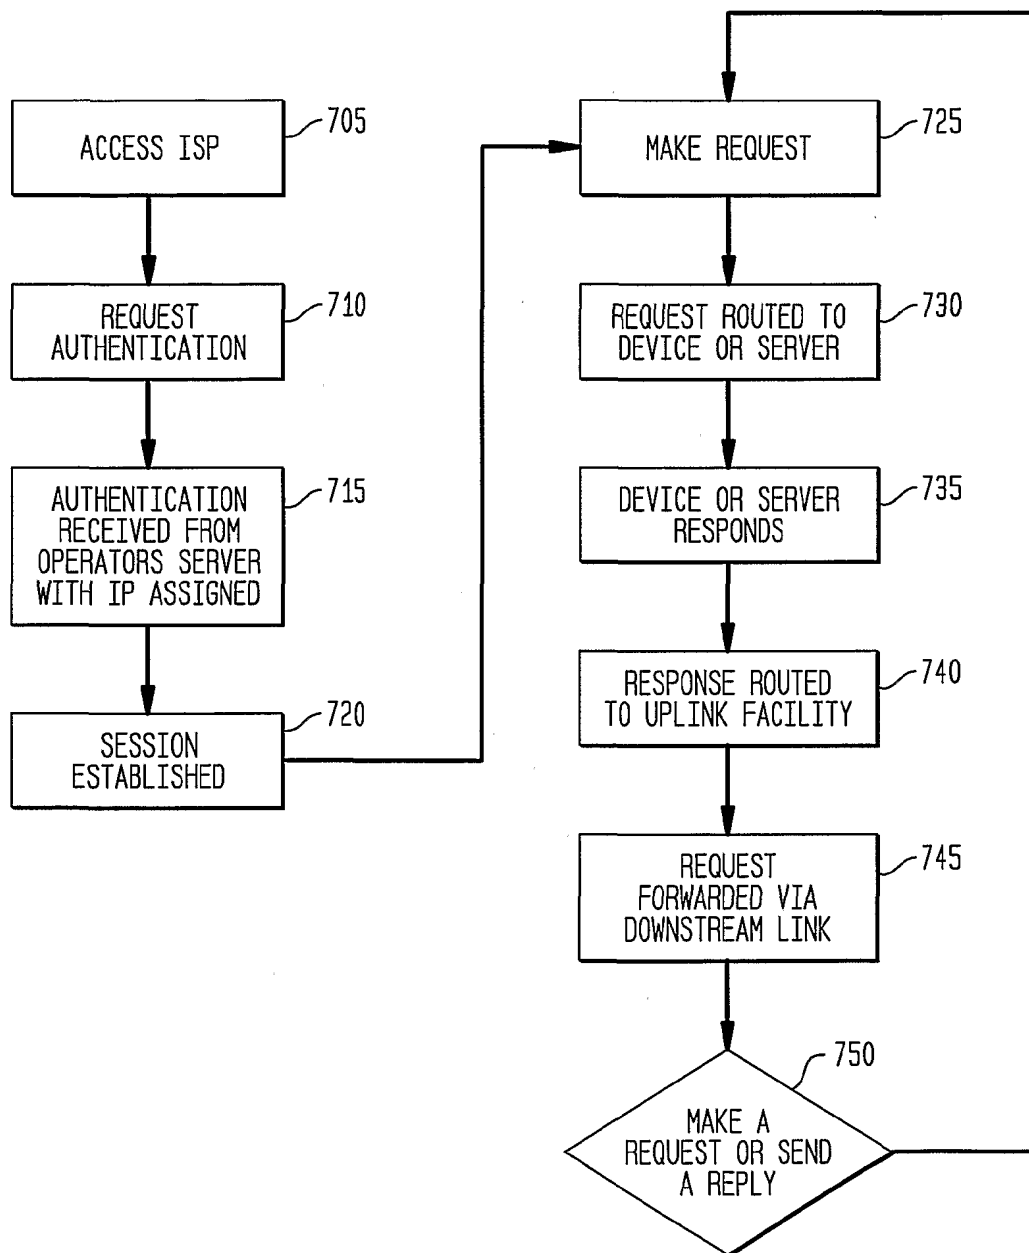 ACCESS ISP
705
REQUEST
AUTHENTICATION
710
AUTHENTICATION
RECEIVED FROM
OPERATORS SERVER
WITH IP ASSIGNED
715
SESSION
ESTABLISHED
720
MAKE REQUEST
725
REQUEST ROUTED TO
DEVICE OR SERVER
730
DEVICE OR SERVER
RESPONDS
735
RESPONSE ROUTED
TO UPLINK FACILITY
740
REQUEST
FORWARDED VIA
DOWNSTREAM LINK
745
MAKE A
REQUEST OR SEND
A REPLY
750